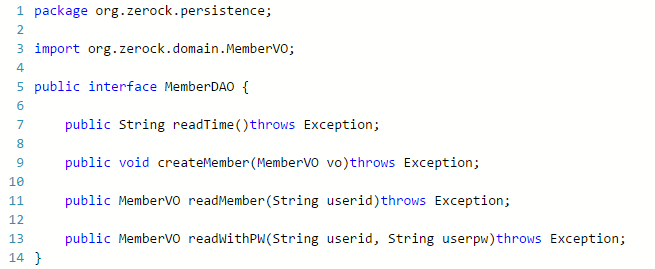 1 package org.zerock.persistence;
2
3 import org.zerock.domain.MemberVO;
4
5 public interface MemberDAO {
6
7     public String readTime()throws Exception;
8
9     public void createMember(MemberVO vo)throws Exception;
10
11     public MemberVO readMember(String userid)throws Exception;
12
13     public MemberVO readWithPW(String userid, String userpw)throws Exception;
14 }